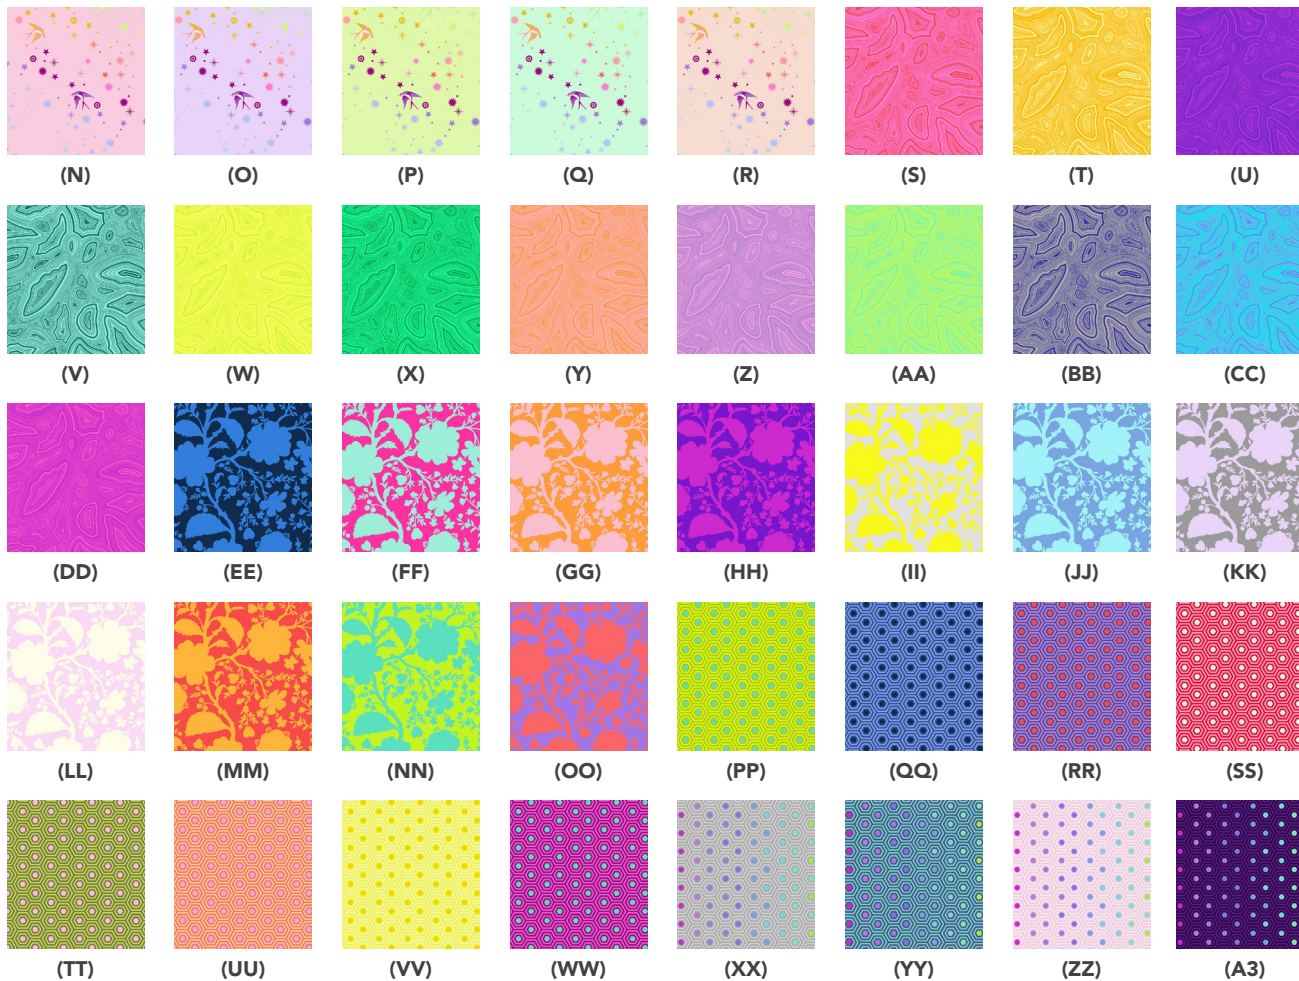 (N) (O) (P) (Q) (R) (S) (T) (U)
(V) (W) (X) (Y) (Z) (AA) (BB) (CC)
(DD) (EE) (FF) (GG) (HH) (II) (JJ) (KK)
(LL) (MM) (NN) (OO) (PP) (QQ) (RR) (SS)
(TT) (UU) (VV) (WW) (XX) (YY) (ZZ) (A3)